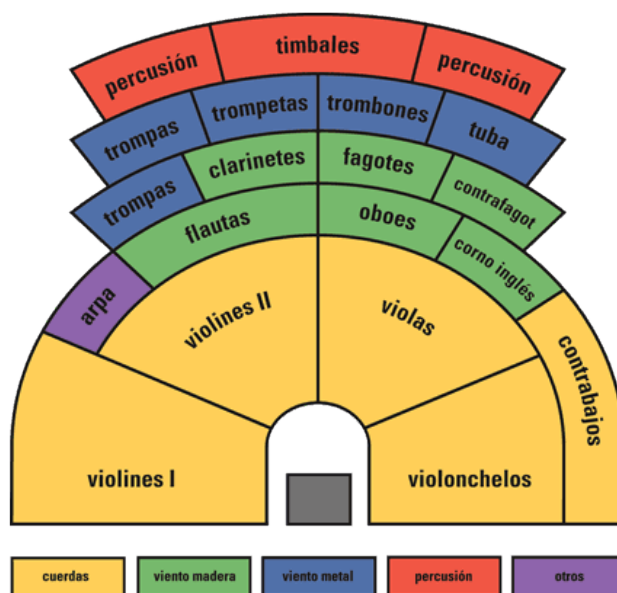 percusión timbales percusión
trompas trompetas trombones tuba
trompas clarinetes fagotes contrafagot
flautas oboes corno inglés
arpa violines II violas contrabajos
violines I violonchelos
cuerdas viento madera viento metal percusión otros